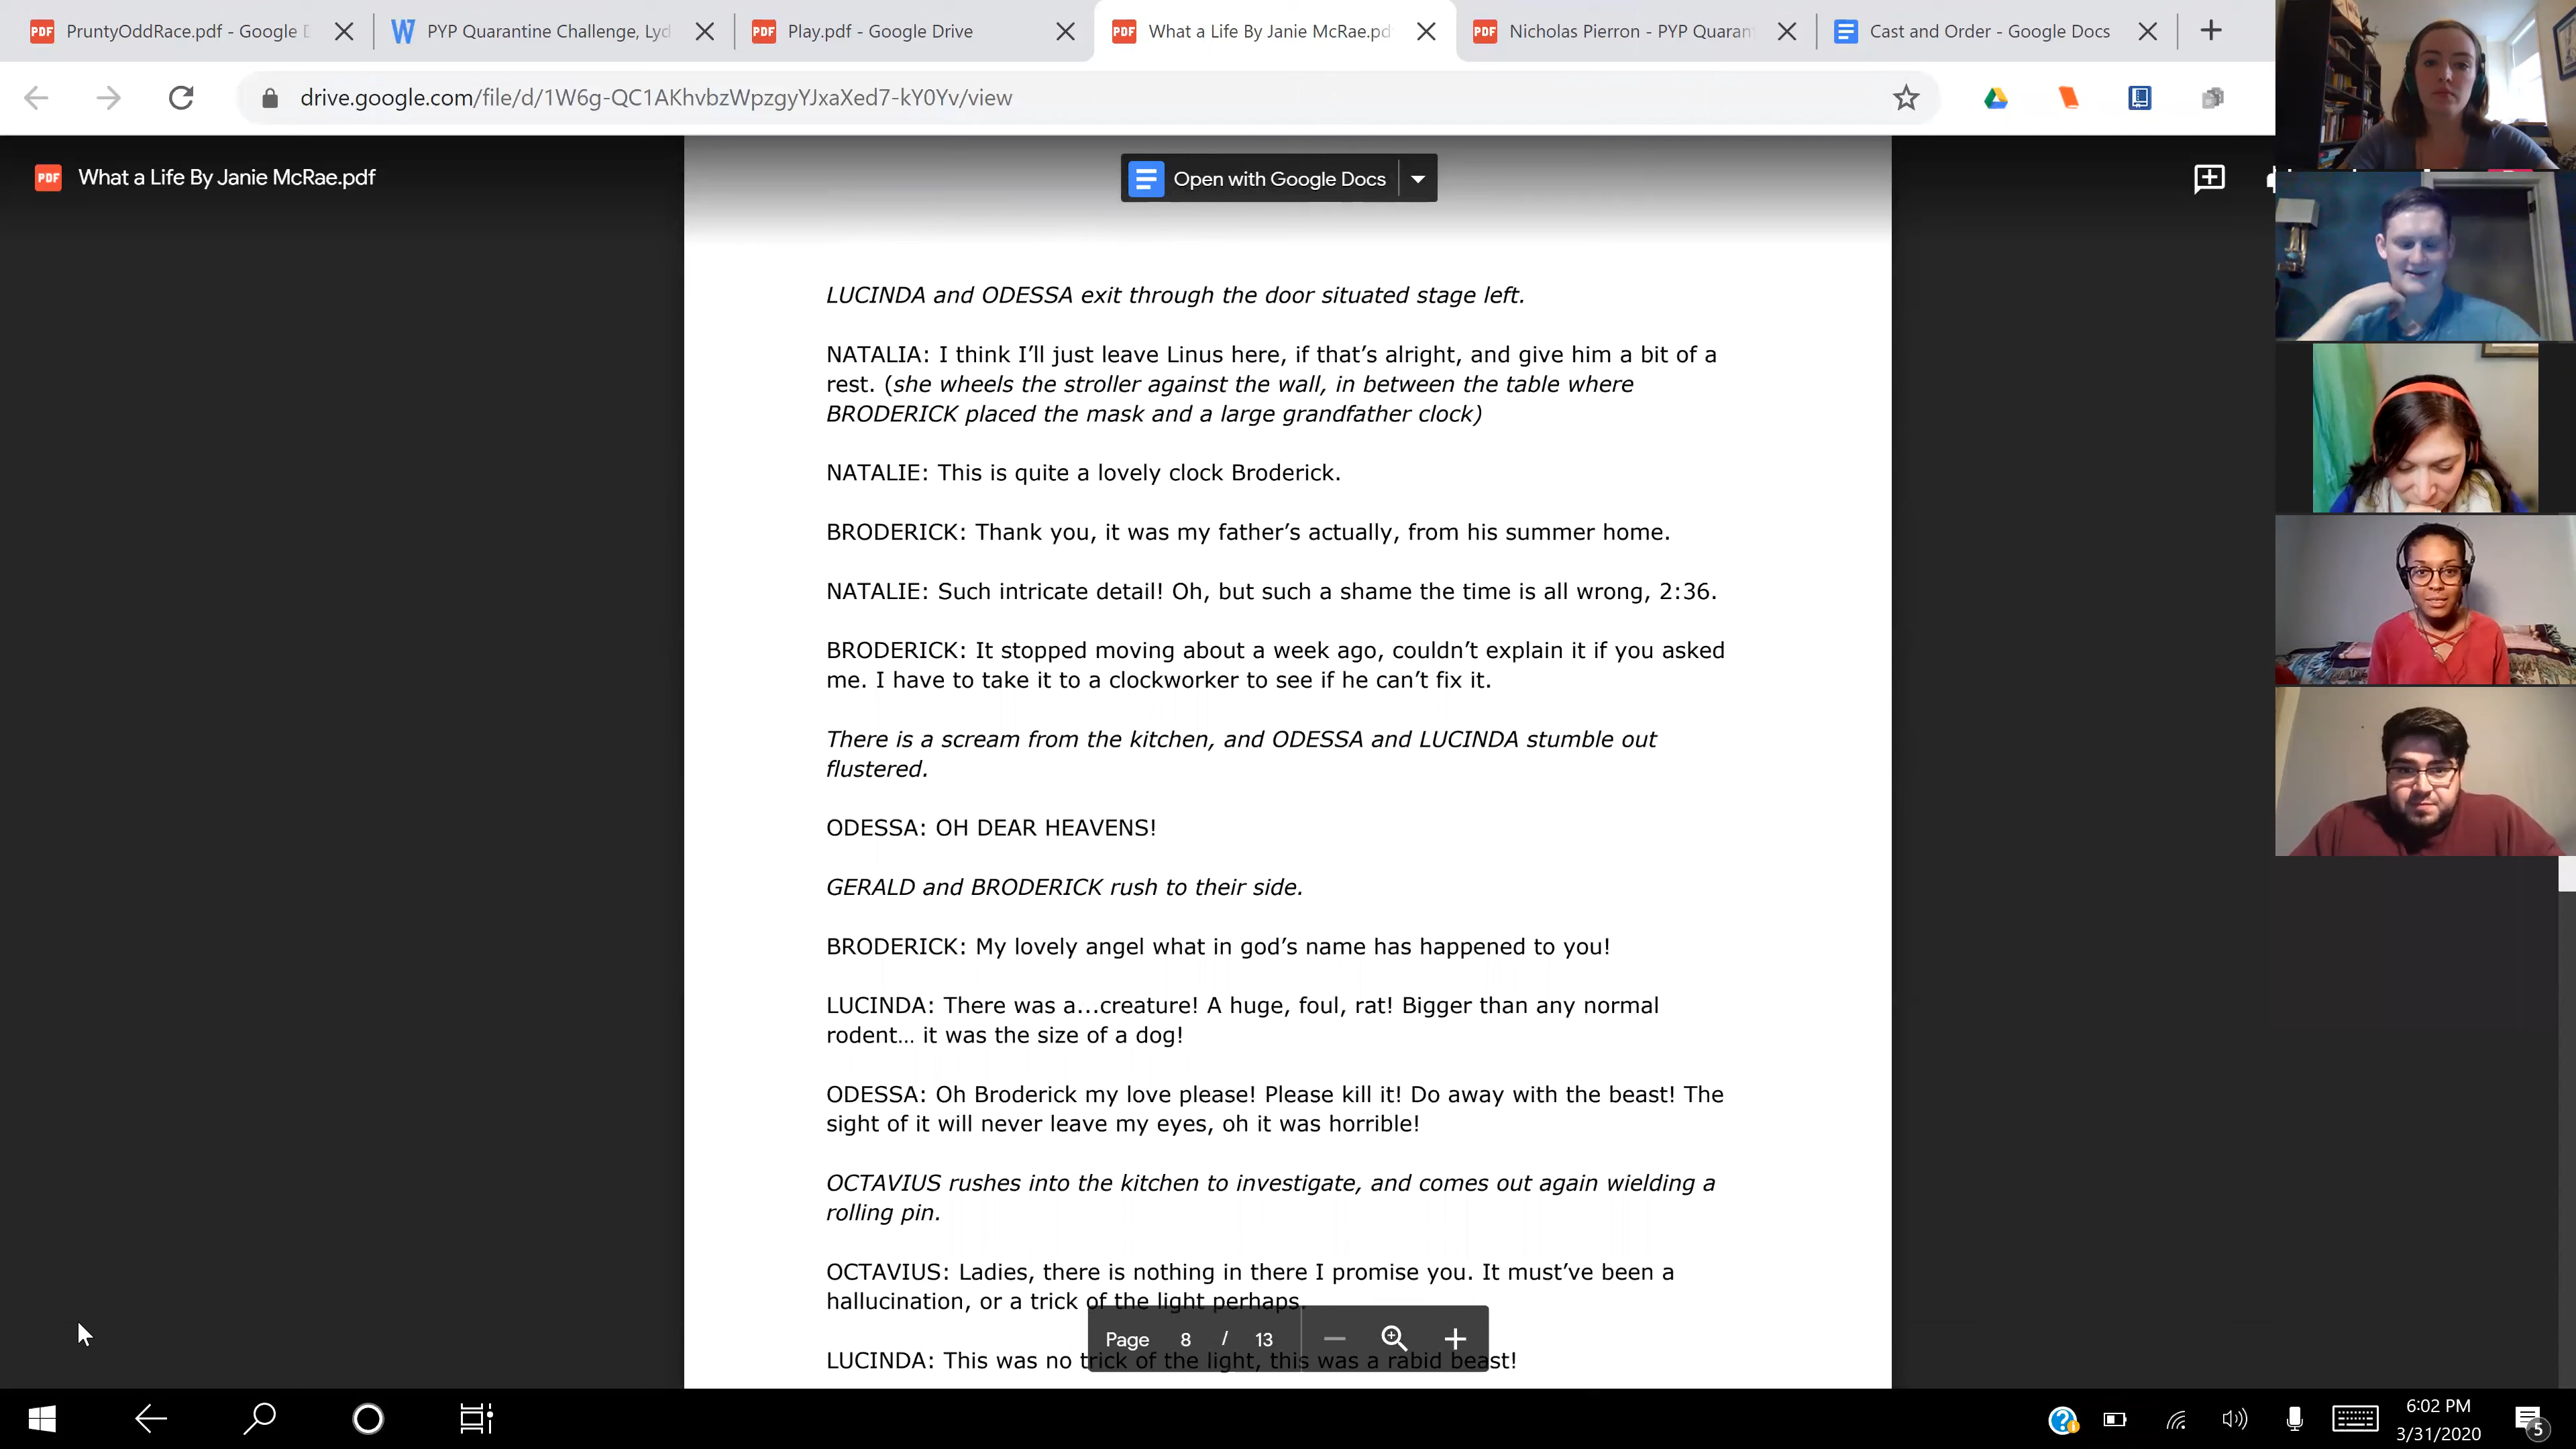 PruntyOddRace.pdf - Google D
PYP Quarantine Challenge, Lyd
Play.pdf - Google Drive
What a Life By Janie McRae.pd
Nicholas Pierron - PYP Quaran
Cast and Order - Google Docs
drive.google.com/file/d/1W6g-QC1AKhvbzWpzgyYJxaXed7-kY0Yv/view
PDF What a Life By Janie McRae.pdf
Open with Google Docs
LUCINDA and ODESSA exit through the door situated stage left.
NATALIA: I think I’ll just leave Linus here, if that’s alright, and give him a bit of a
rest. (she wheels the stroller against the wall, in between the table where
BRODERICK placed the mask and a large grandfather clock)
NATALIE: This is quite a lovely clock Broderick.
BRODERICK: Thank you, it was my father’s actually, from his summer home.
NATALIE: Such intricate detail! Oh, but such a shame the time is all wrong, 2:36.
BRODERICK: It stopped moving about a week ago, couldn’t explain it if you asked
me. I have to take it to a clockworker to see if he can’t fix it.
There is a scream from the kitchen, and ODESSA and LUCINDA stumble out
flustered.
ODESSA: OH DEAR HEAVENS!
GERALD and BRODERICK rush to their side.
BRODERICK: My lovely angel what in god’s name has happened to you!
LUCINDA: There was a...creature! A huge, foul, rat! Bigger than any normal
rodent… it was the size of a dog!
ODESSA: Oh Broderick my love please! Please kill it! Do away with the beast! The
sight of it will never leave my eyes, oh it was horrible!
OCTAVIUS rushes into the kitchen to investigate, and comes out again wielding a
rolling pin.
OCTAVIUS: Ladies, there is nothing in there I promise you. It must’ve been a
hallucination, or a trick of the light perhaps.
Page 8 / 13
LUCINDA: This was no trick of the light, this was a rabid beast!
6:02 PM
3/31/2020
5